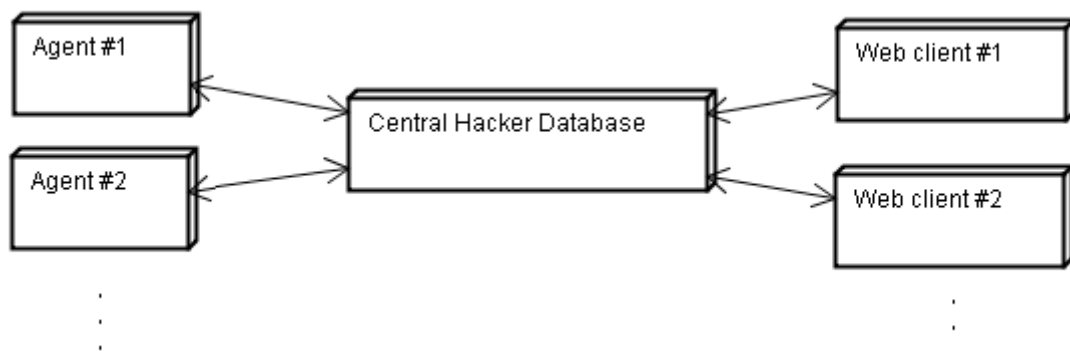 Agent #1
Web client #1
Central Hacker Database
Agent #2
Web client #2